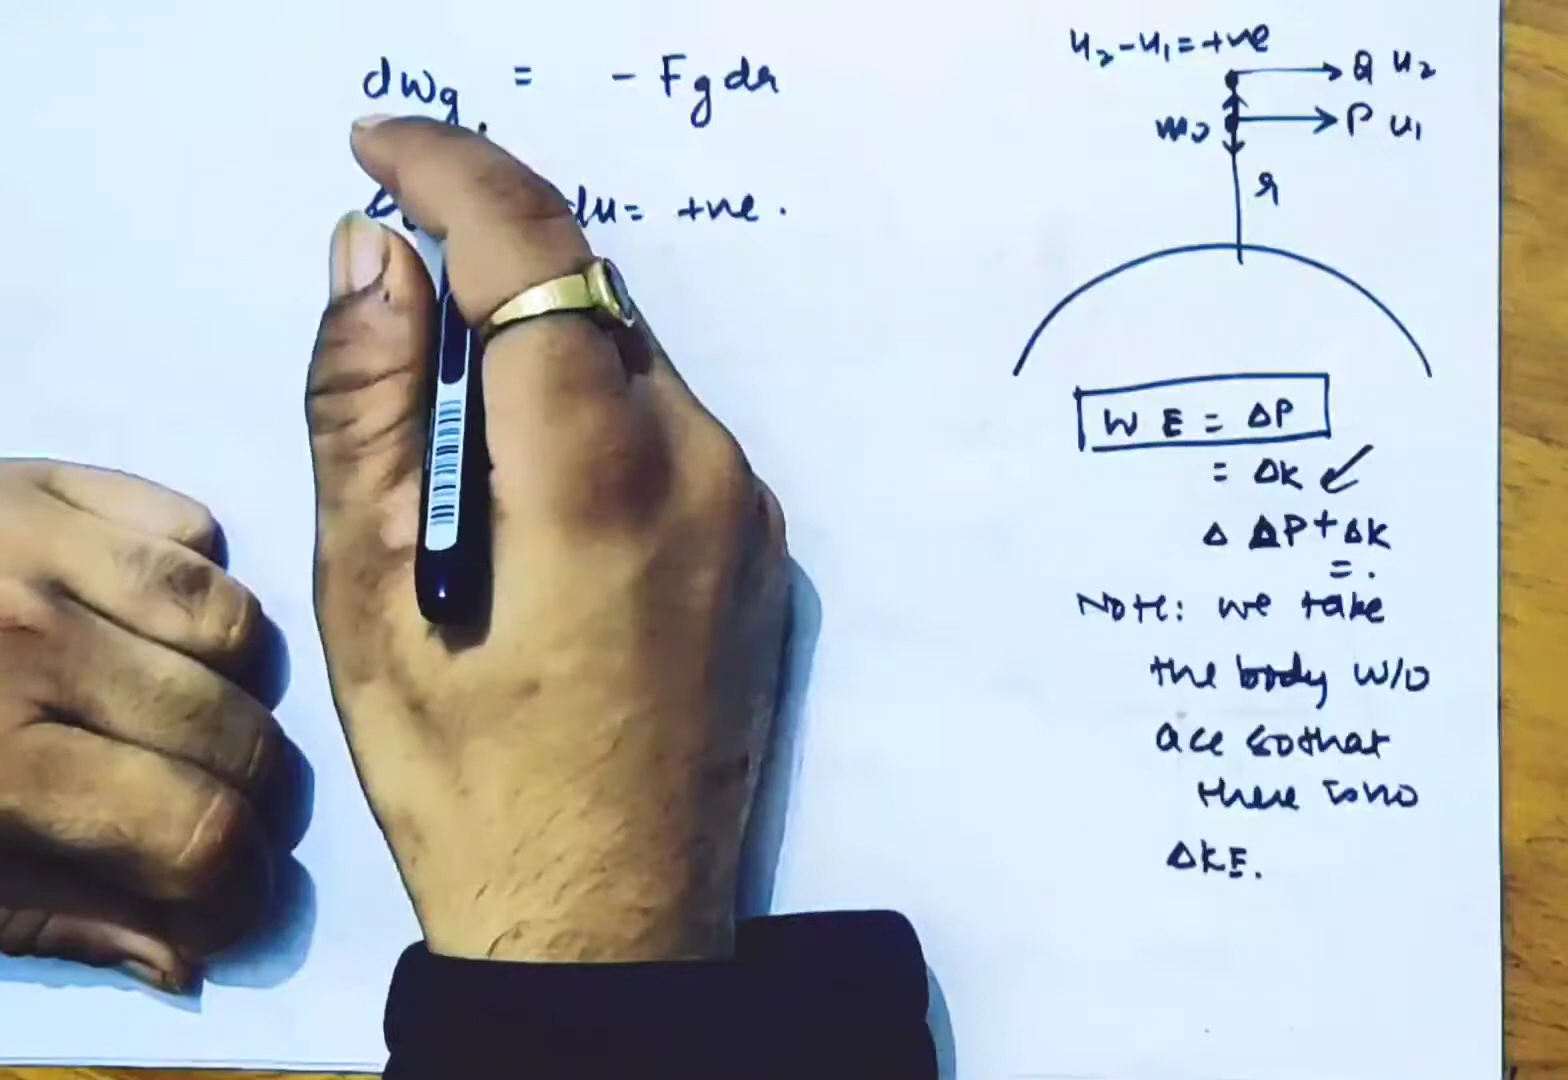 dWg = - Fg dr
du = +ve .
u₂-u₁ = +ve
Q u₂
m₀ P u₁
r
W E = ΔP
= ΔK ✓
Δ ΔP + ΔK
= .
Note: we take
the body w/o
acc so that
there is no
ΔKE.